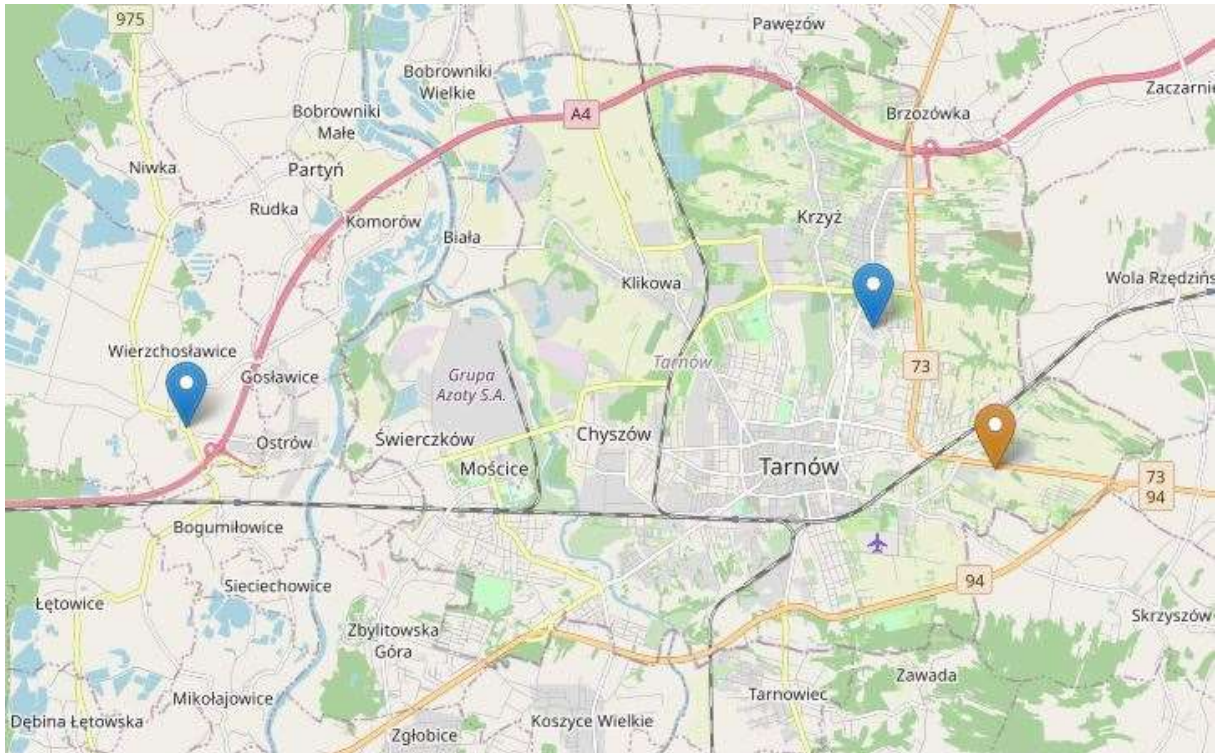 975
Pawęzów
Bobrowniki
Wielkie
Zaczarnie
A4
Bobrowniki
Małe
Brzozówka
Niwka
Partyń
Rudka
Komorów
Krzyż
Biała
Klikowa
Wola Rzędzińs
Wierzchosławice
Tarnów
73
Gosławice
Grupa
Azoty S.A.
Ostrów
Świerczków
Chyszów
Mościce
Tarnów
73
94
Bogumiłowice
94
Sieciechowice
Łętowice
Skrzyszów
Zbylitowska
Góra
Zawada
Mikołajowice
Tarnowiec
Dębina Łętowska
Koszyce Wielkie
Zgłobice